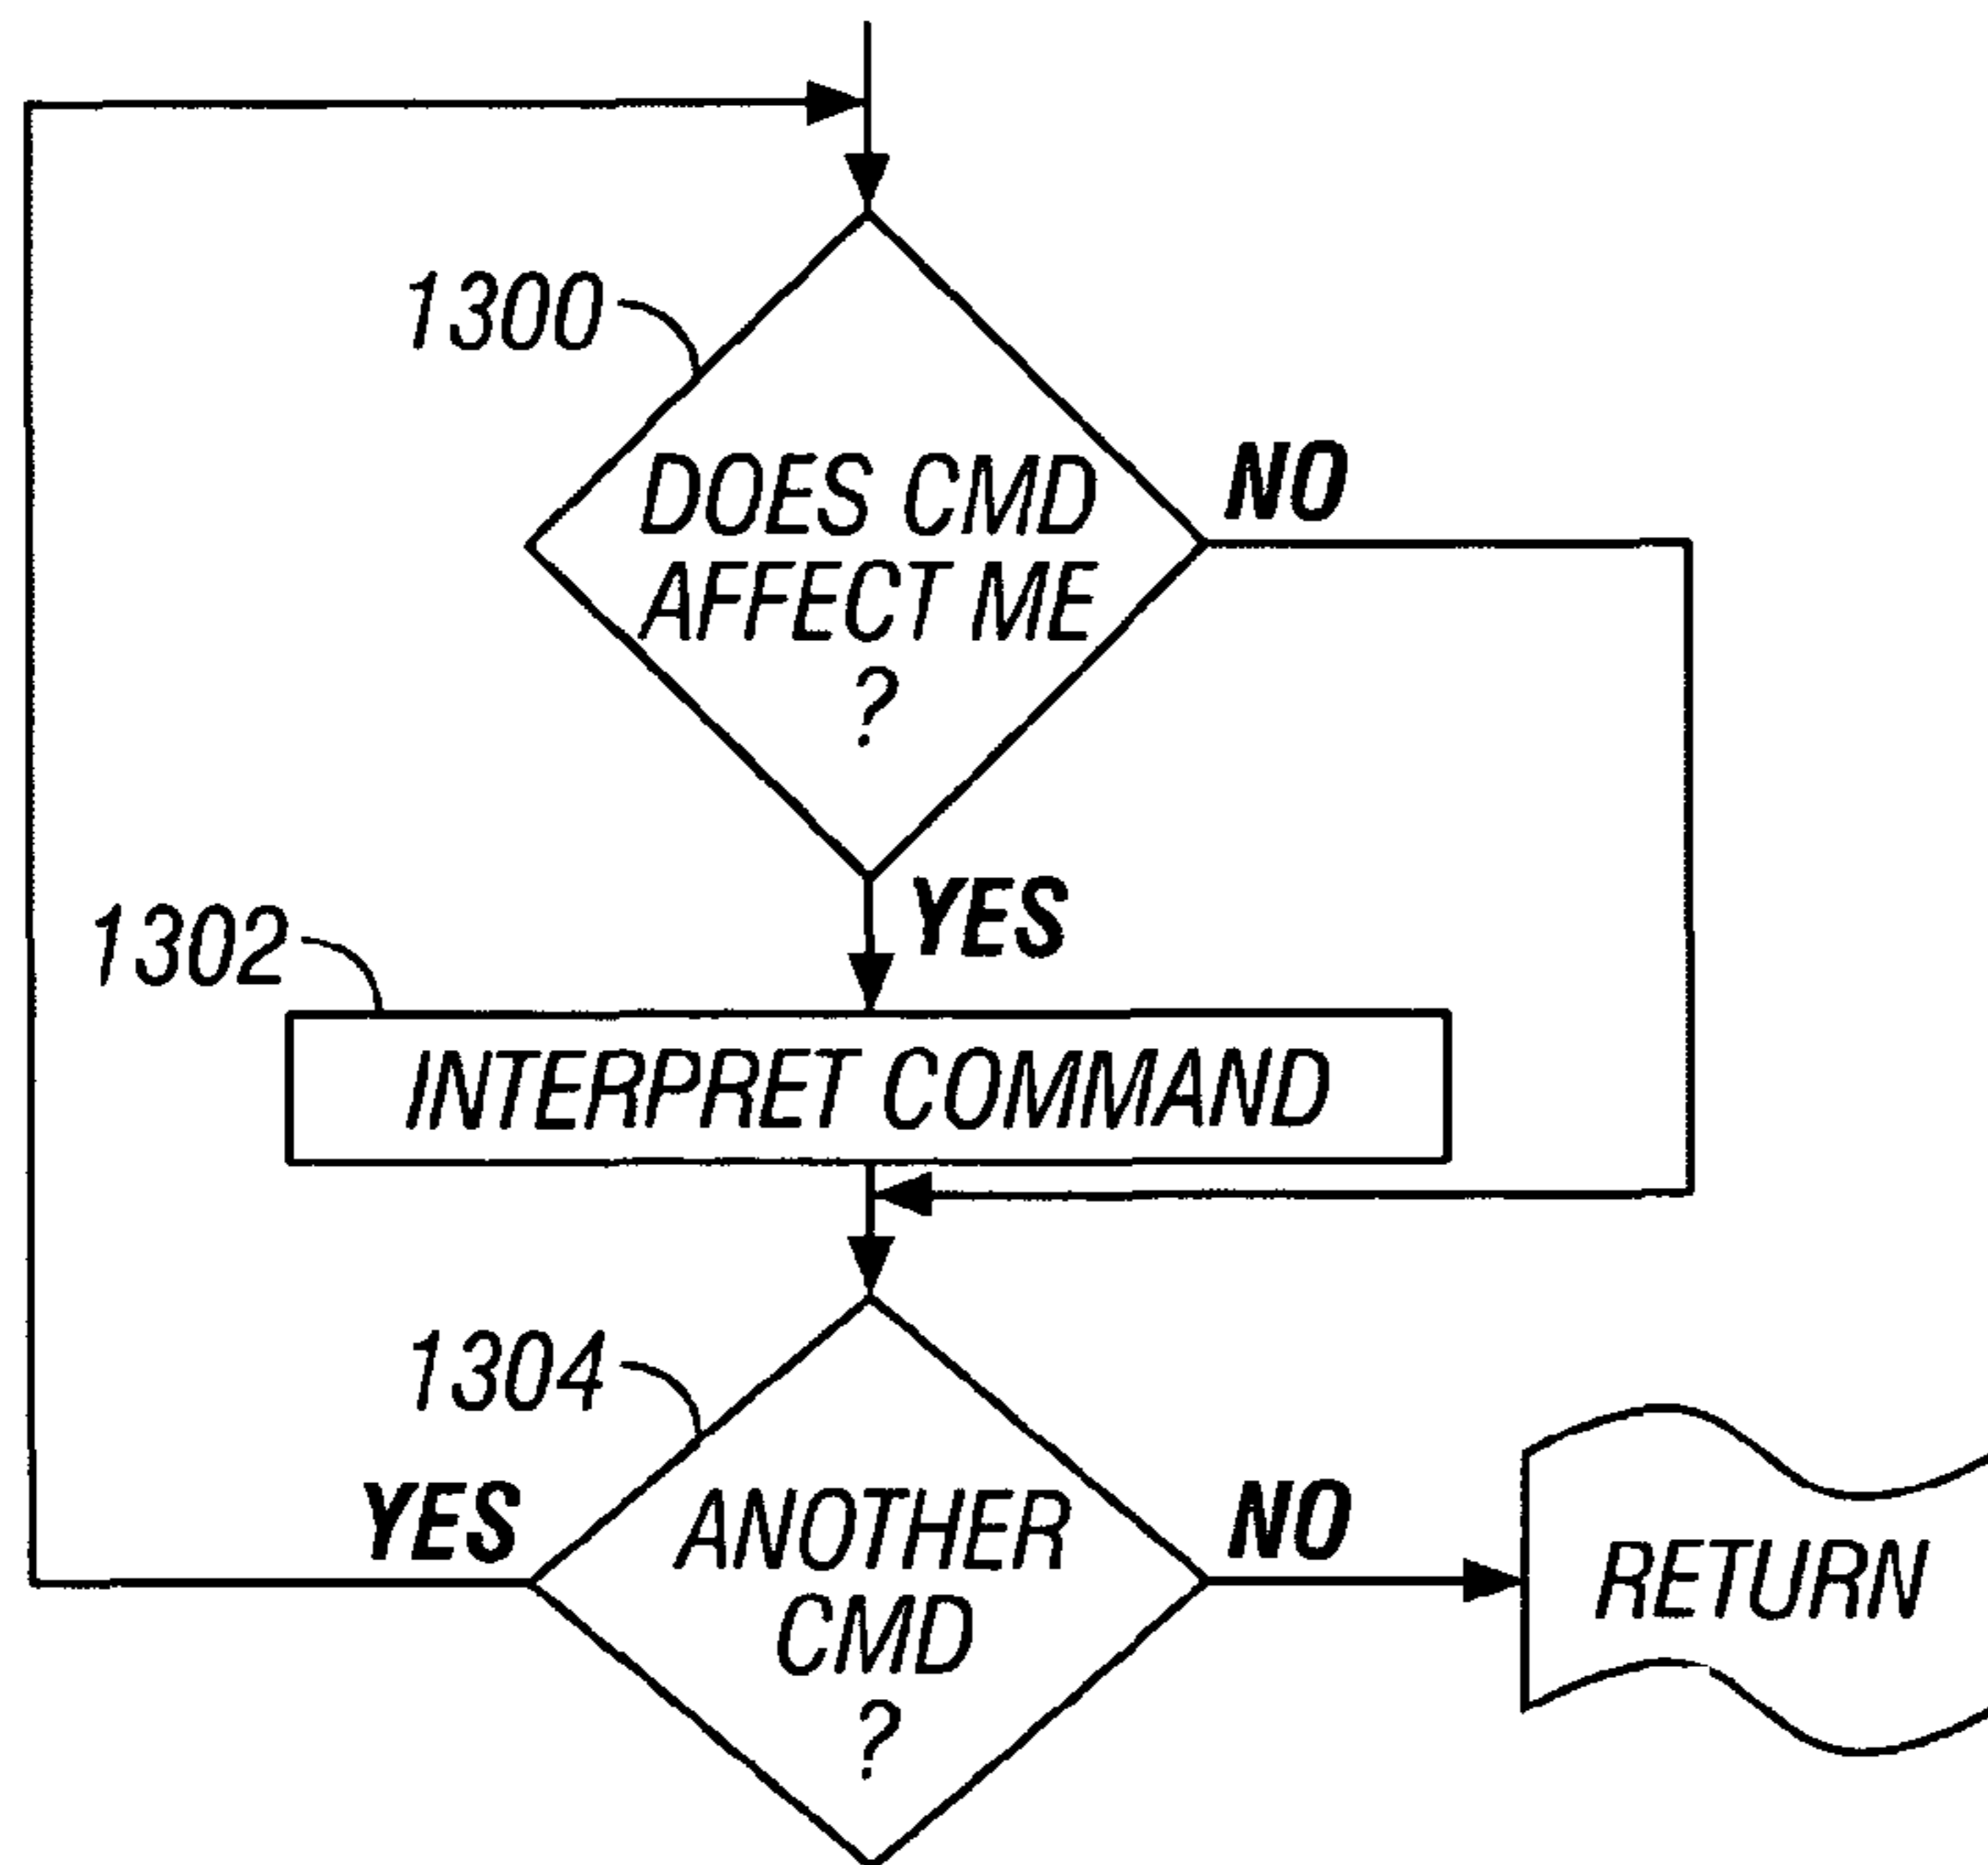 1300
DOES CMD
AFFECT ME
?
NO
YES
1302
INTERPRET COMMAND
1304
YES
ANOTHER
CMD
?
NO
RETURN